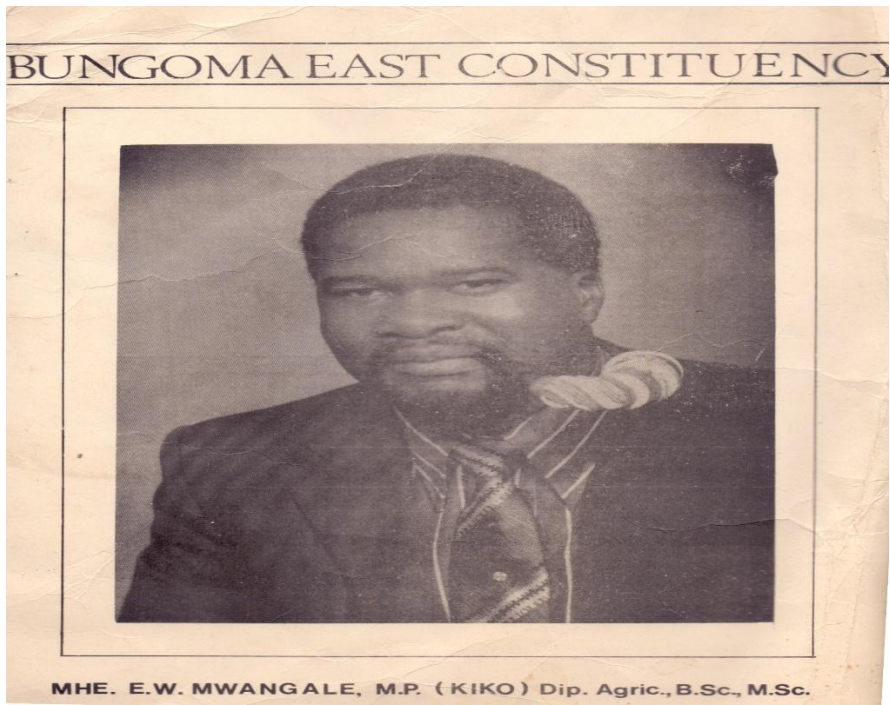 BUNGOMA EAST CONSTITUENCY
MHE. E.W. MWANGALE, M.P. (KIKO) Dip. Agric., B.Sc., M.Sc.